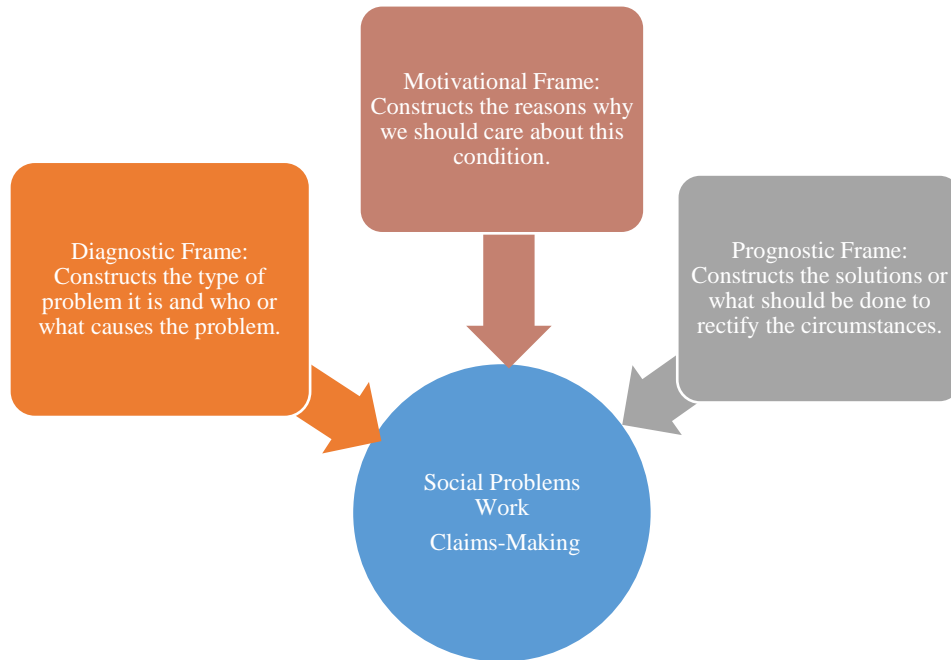 Motivational Frame:
Constructs the reasons why
we should care about this
condition.
Diagnostic Frame:
Constructs the type of
problem it is and who or
what causes the problem.
Prognostic Frame:
Constructs the solutions or
what should be done to
rectify the circumstances.
Social Problems
Work
Claims-Making